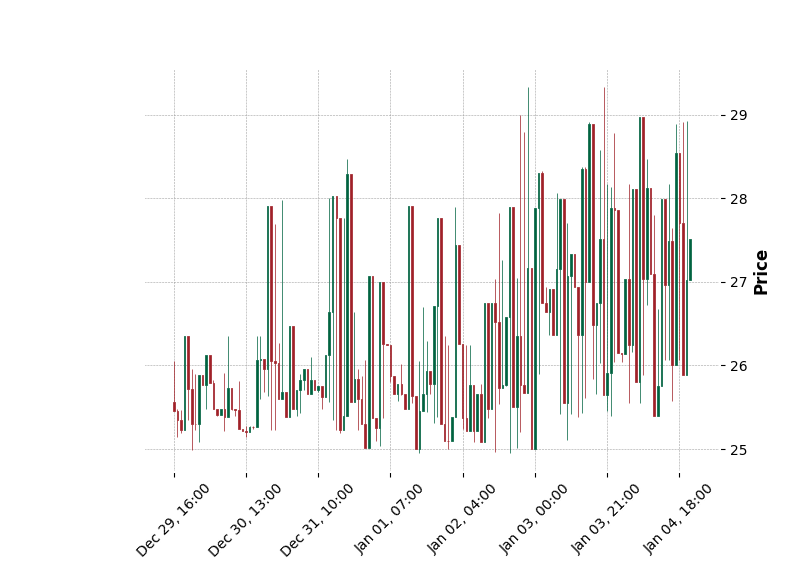 29
28
27
26
25
Price
Dec 29, 16:00
Dec 30, 13:00
Dec 31, 10:00
Jan 01, 07:00
Jan 02, 04:00
Jan 03, 00:00
Jan 03, 21:00
Jan 04, 18:00